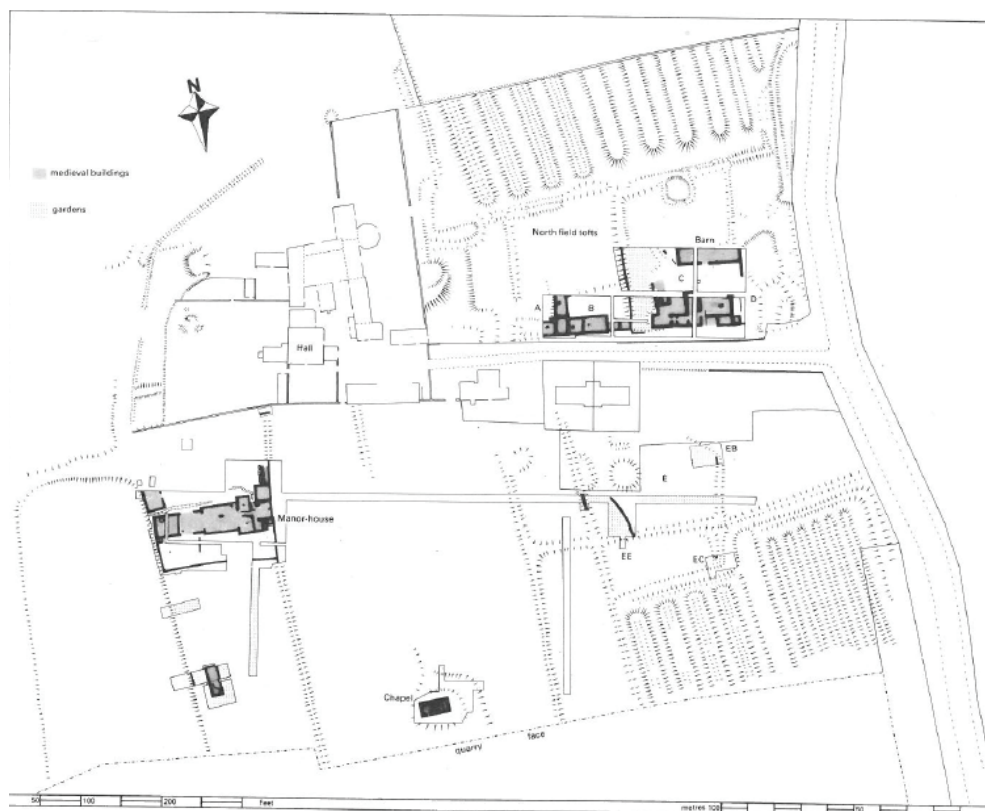 N
medieval buildings
gardens
North field tofts
Barn
C
A
B
D
Hall
EB
E
Manor-house
EE
EC
Chapel
quarry face
50 100 200 feet
metres 100 50